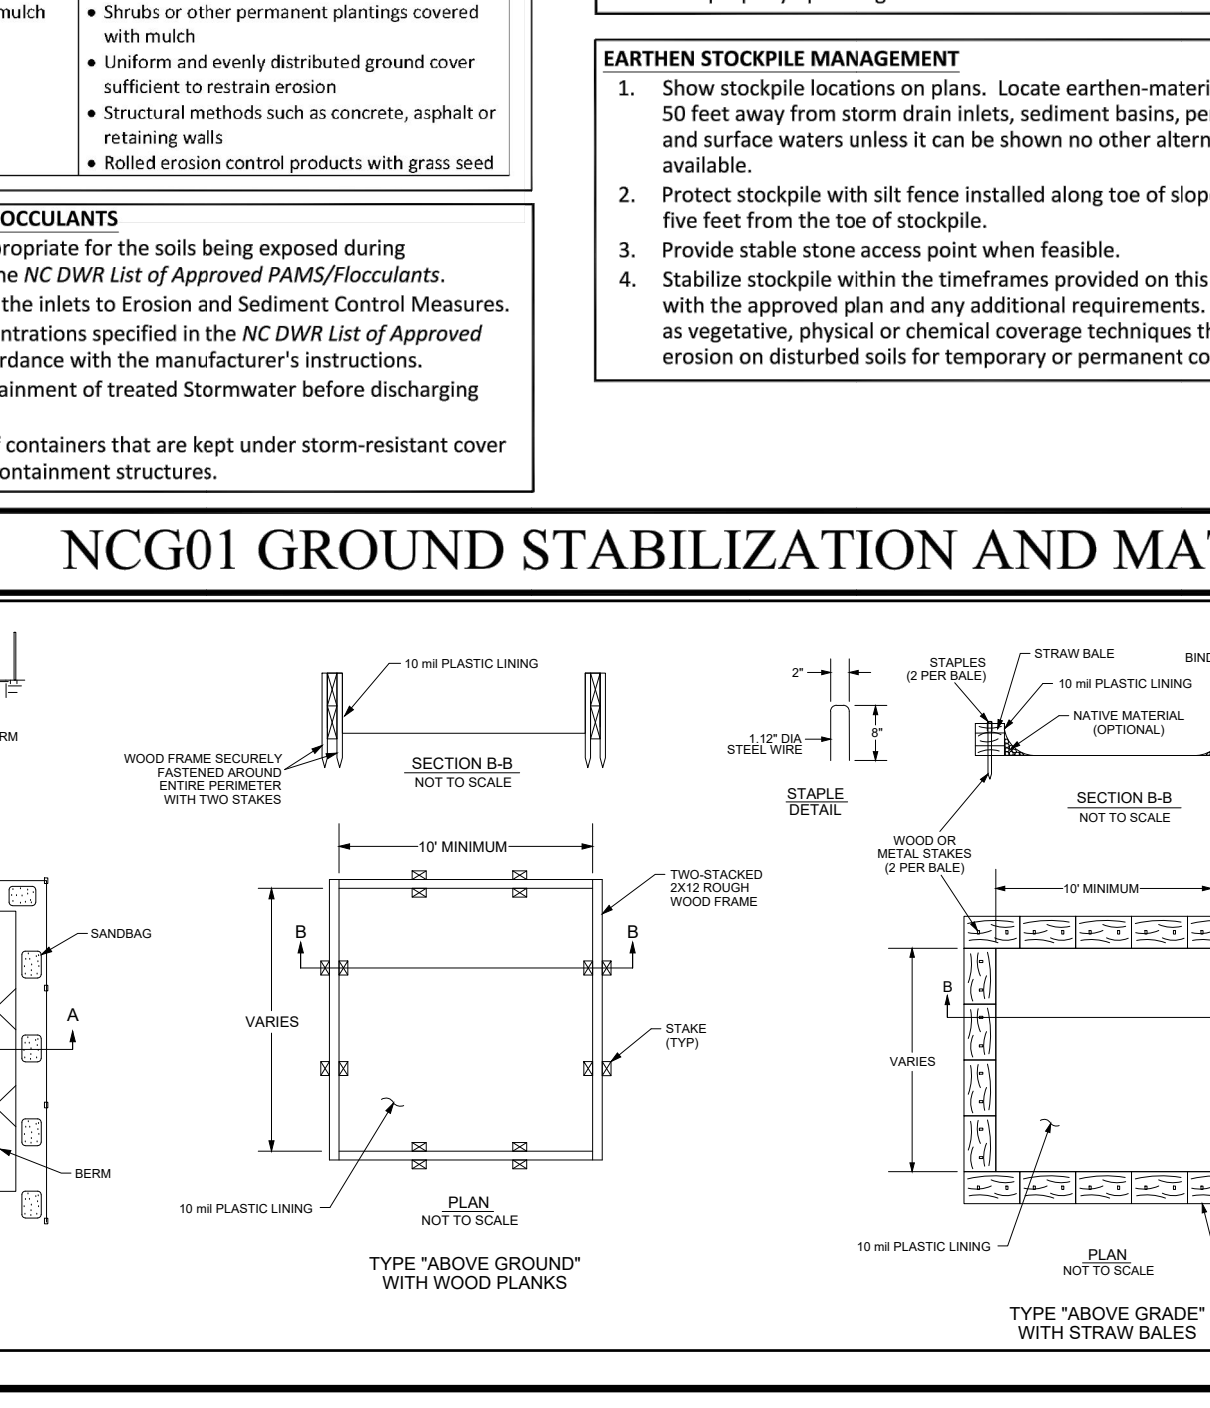 mulch
• Shrubs or other permanent plantings covered
with mulch
• Uniform and evenly distributed ground cover
sufficient to restrain erosion
• Structural methods such as concrete, asphalt or
retaining walls
• Rolled erosion control products with grass seed
OCCULANTS
ropriate for the soils being exposed during
he NC DWR List of Approved PAMS/Flocculants.
the inlets to Erosion and Sediment Control Measures.
entrations specified in the NC DWR List of Approved
rdance with the manufacturer's instructions.
ainment of treated Stormwater before discharging
f containers that are kept under storm-resistant cover
ontainment structures.
EARTHEN STOCKPILE MANAGEMENT
1. Show stockpile locations on plans. Locate earthen-materi
50 feet away from storm drain inlets, sediment basins, pe
and surface waters unless it can be shown no other altern
available.
2. Protect stockpile with silt fence installed along toe of slop
five feet from the toe of stockpile.
3. Provide stable stone access point when feasible.
4. Stabilize stockpile within the timeframes provided on this
with the approved plan and any additional requirements.
as vegetative, physical or chemical coverage techniques th
erosion on disturbed soils for temporary or permanent co
NCG01 GROUND STABILIZATION AND MAT
RM
SANDBAG
A
BERM
10 mil PLASTIC LINING
WOOD FRAME SECURELY
FASTENED AROUND
ENTIRE PERIMETER
WITH TWO STAKES
SECTION B-B
NOT TO SCALE
10' MINIMUM
TWO-STACKED
2X12 ROUGH
WOOD FRAME
B
B
VARIES
STAKE
(TYP)
10 mil PLASTIC LINING
PLAN
NOT TO SCALE
TYPE "ABOVE GROUND"
WITH WOOD PLANKS
2"
8"
1.12" DIA
STEEL WIRE
STAPLE
DETAIL
STAPLES
(2 PER BALE)
STRAW BALE
BIND
10 mil PLASTIC LINING
NATIVE MATERIAL
(OPTIONAL)
SECTION B-B
NOT TO SCALE
WOOD OR
METAL STAKES
(2 PER BALE)
10' MINIMUM
B
VARIES
10 mil PLASTIC LINING
PLAN
NOT TO SCALE
TYPE "ABOVE GRADE"
WITH STRAW BALES